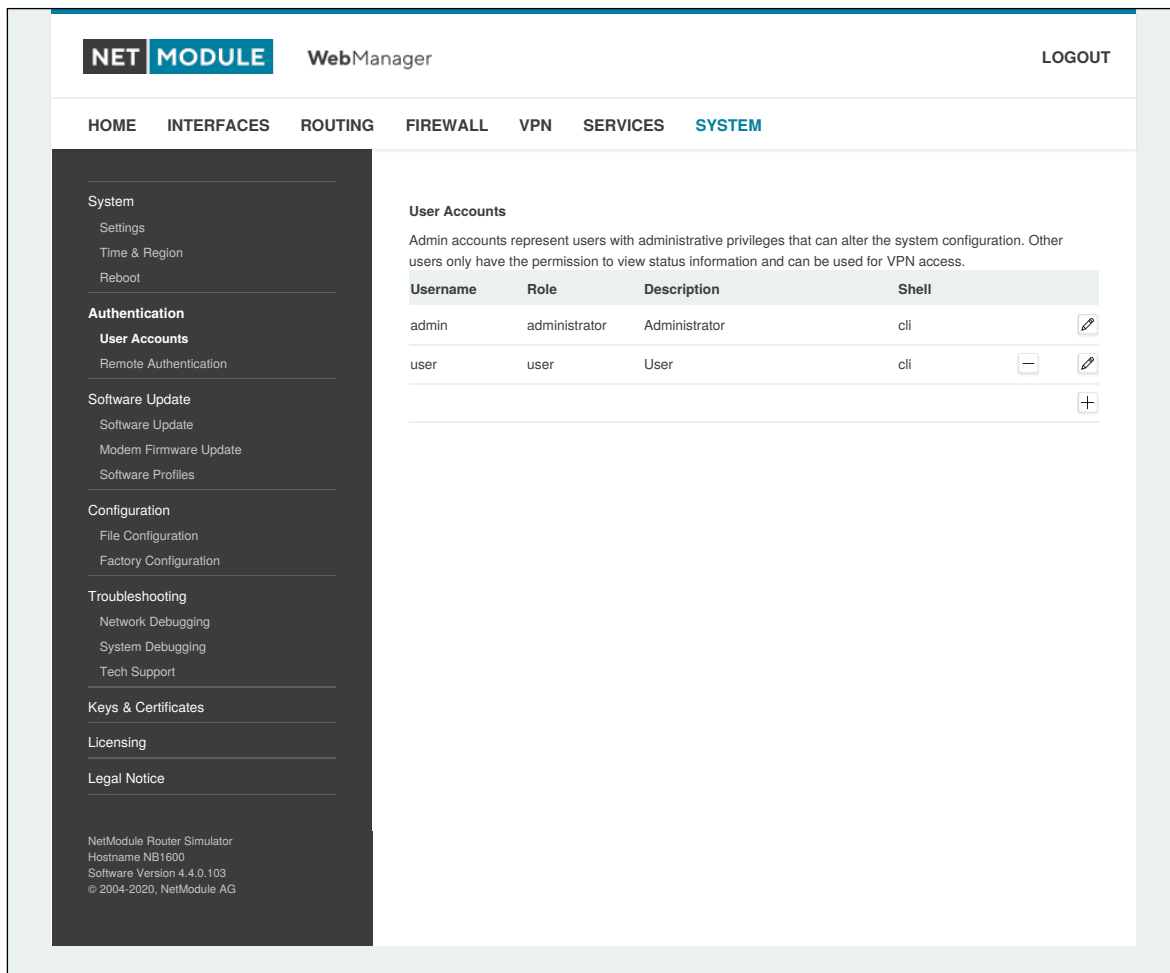 NET MODULE WebManager LOGOUT
HOME INTERFACES ROUTING FIREWALL VPN SERVICES SYSTEM
System
Settings
Time & Region
Reboot
Authentication
User Accounts
Remote Authentication
Software Update
Software Update
Modem Firmware Update
Software Profiles
Configuration
File Configuration
Factory Configuration
Troubleshooting
Network Debugging
System Debugging
Tech Support
Keys & Certificates
Licensing
Legal Notice
NetModule Router Simulator
Hostname NB1600
Software Version 4.4.0.103
© 2004-2020, NetModule AG
User Accounts
Admin accounts represent users with administrative privileges that can alter the system configuration. Other
users only have the permission to view status information and can be used for VPN access.
Username Role Description Shell
admin administrator Administrator cli
user user User cli